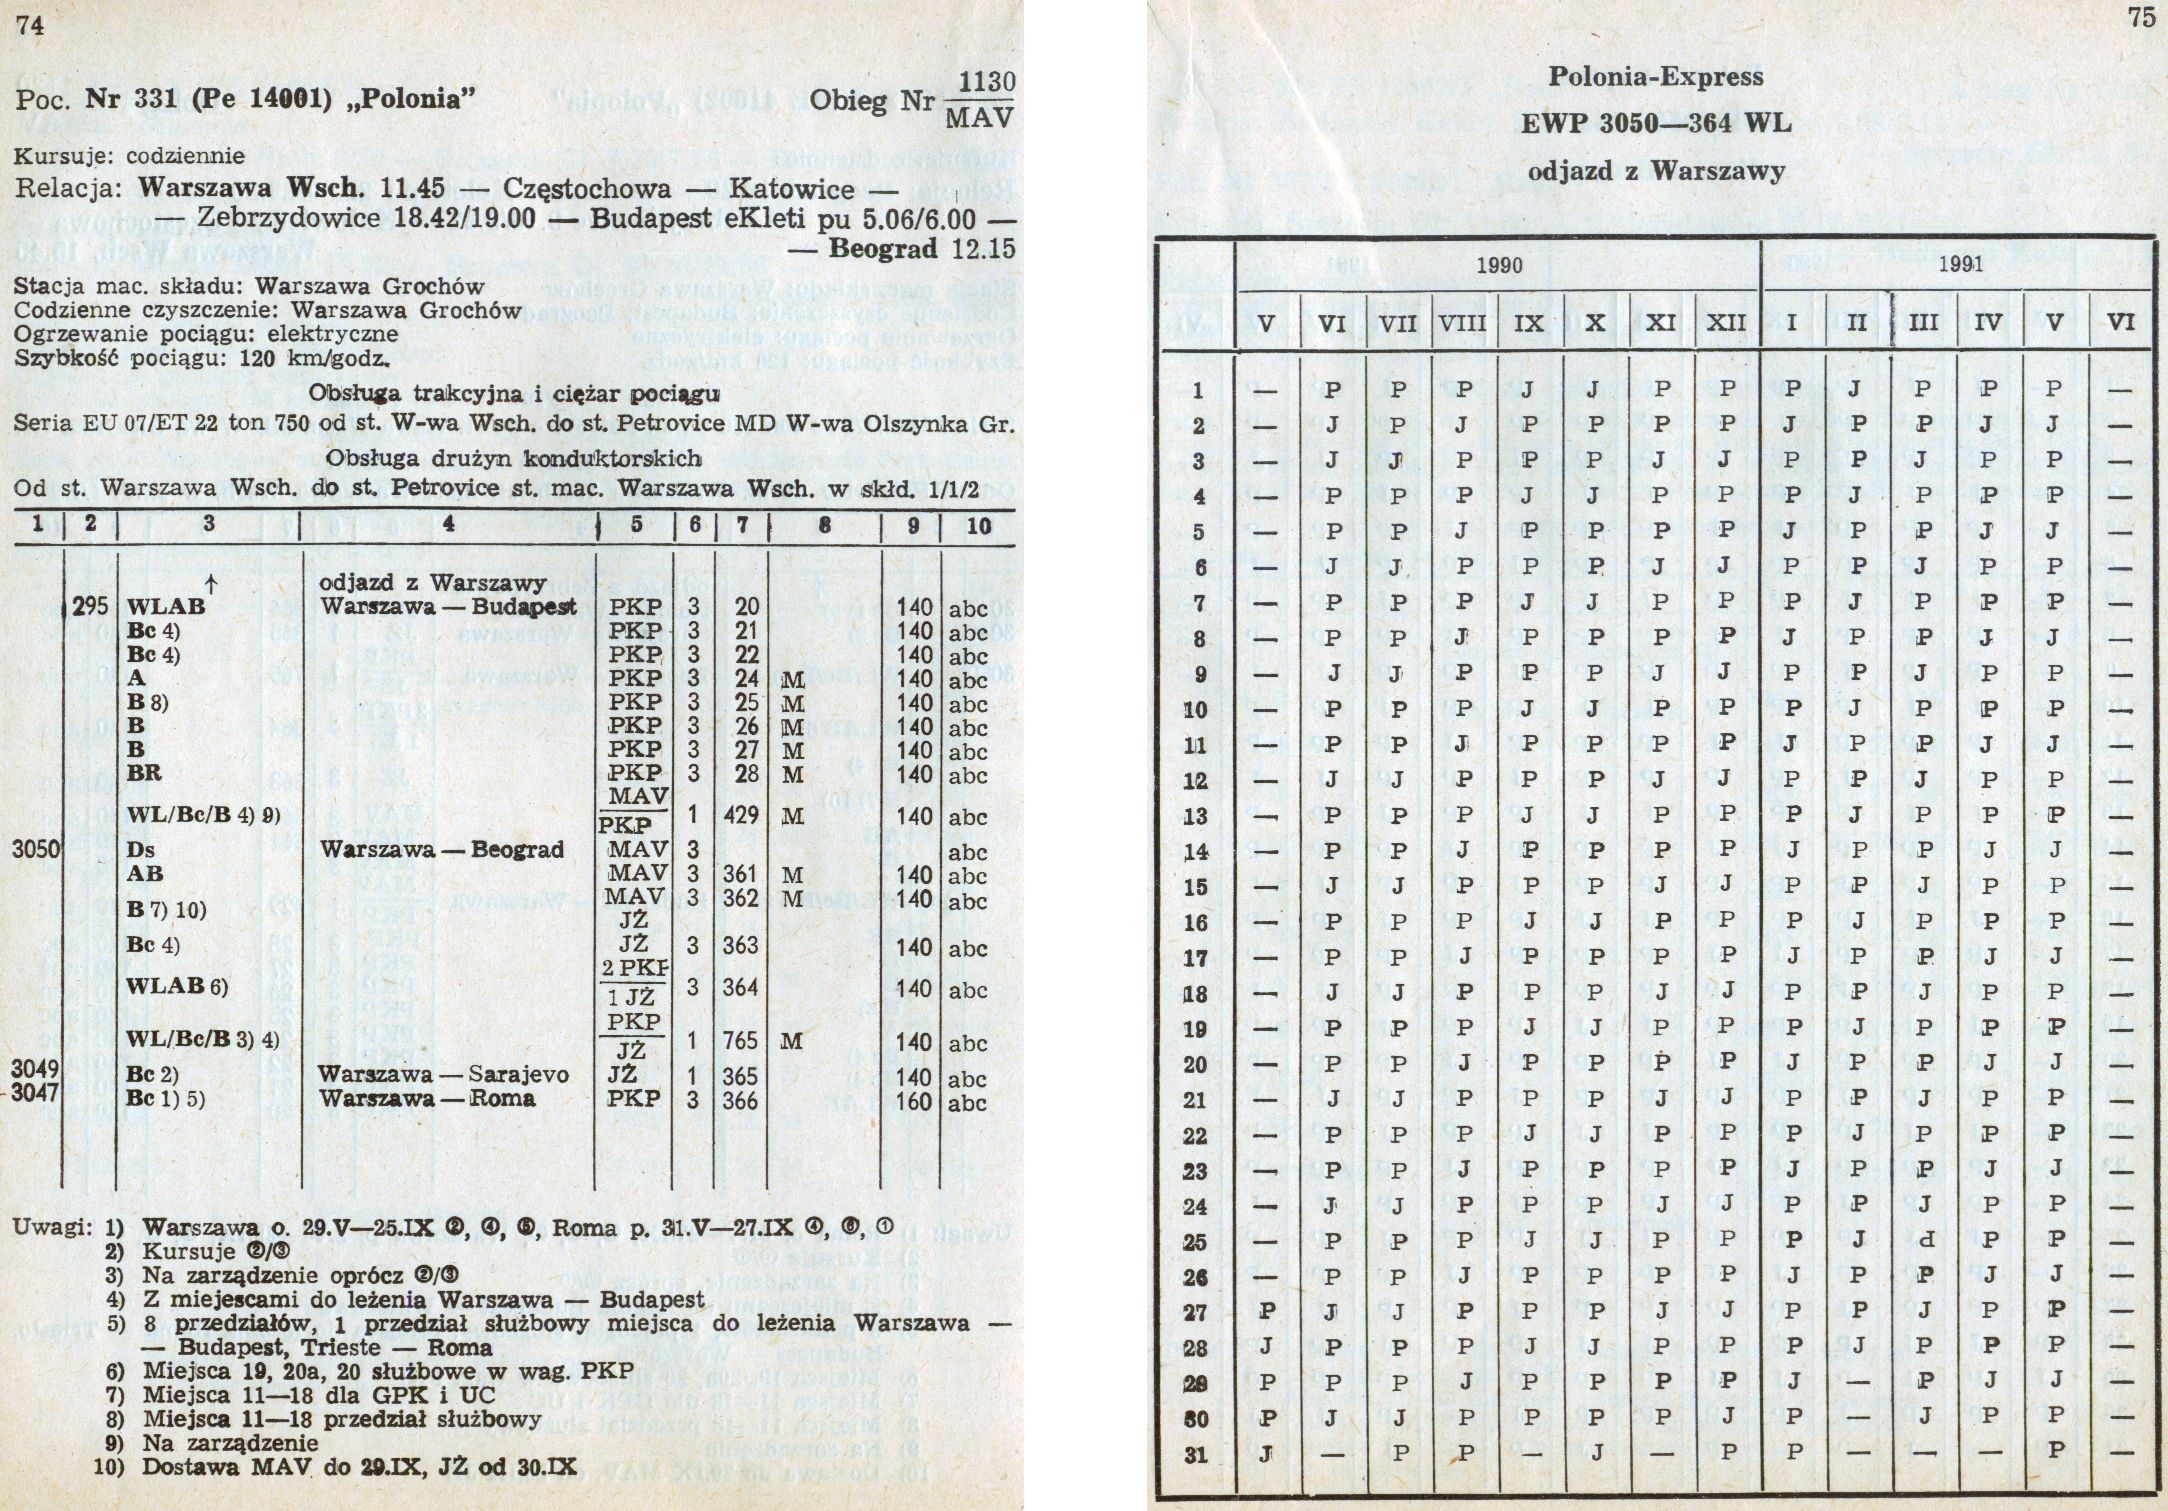 74
Poc. Nr 331 (Pe 14001) „Polonia” Obieg Nr 1130/MAV
Kursuje: codziennie
Relacja: Warszawa Wsch. 11.45 — Częstochowa — Katowice —
— Zebrzydowice 18.42/19.00 — Budapest eKleti pu 5.06/6.00 —
— Beograd 12.15
Stacja mac. składu: Warszawa Grochów
Codzienne czyszczenie: Warszawa Grochów
Ogrzewanie pociągu: elektryczne
Szybkość pociągu: 120 km/godz.
Obsługa trakcyjna i ciężar pociągu
Seria EU 07/ET 22 ton 750 od st. W-wa Wsch. do st. Petrovice MD W-wa Olszynka Gr.
Obsługa drużyn konduktorskich
Od st. Warszawa Wsch. do st. Petrovice st. mac. Warszawa Wsch. w skłd. 1/1/2
1 2 3 4 5 6 7 8 9 10
↑ odjazd z Warszawy
295 WLAB Warszawa — Budapest PKP 3 20 140 abc
Bc 4) PKP 3 21 140 abc
Bc 4) PKP 3 22 140 abc
A PKP 3 24 M 140 abc
B 8) PKP 3 25 M 140 abc
B PKP 3 26 M 140 abc
B PKP 3 27 M 140 abc
BR PKP 3 28 M 140 abc
WL/Bc/B 4) 9) MAV/PKP 1 429 M 140 abc
3050 Ds Warszawa — Beograd MAV 3 abc
AB MAV 3 361 M 140 abc
B 7) 10) MAV JŻ 3 362 M 140 abc
Bc 4) JŻ 3 363 140 abc
WLAB 6) 2 PKP/1 JŻ 3 364 140 abc
WL/Bc/B 3) 4) PKP/JŻ 1 765 M 140 abc
3049 Bc 2) Warszawa — Sarajevo JŻ 1 365 140 abc
3047 Bc 1) 5) Warszawa — Roma PKP 3 366 160 abc
Uwagi: 1) Warszawa o. 29.V—25.IX ②, ④, ⑥, Roma p. 31.V—27.IX ④, ⑥, ①
2) Kursuje ②/③
3) Na zarządzenie oprócz ②/③
4) Z miejescami do leżenia Warszawa — Budapest
5) 8 przedziałów, 1 przedział służbowy miejsca do leżenia Warszawa —
— Budapest, Trieste — Roma
6) Miejsca 19, 20a, 20 służbowe w wag. PKP
7) Miejsca 11—18 dla GPK i UC
8) Miejsca 11—18 przedział służbowy
9) Na zarządzenie
10) Dostawa MAV do 29.IX, JŻ od 30.IX
75
Polonia-Express
EWP 3050—364 WL
odjazd z Warszawy
1990 1991
V VI VII VIII IX X XI XII I II III IV V VI
1 — P P P J J P P P J P P P —
2 — J P J P P P P J P P J J —
3 — J J P P P J J P P J P P —
4 — P P P J J P P P J P P P —
5 — P P J P P P P J P P J J —
6 — J J P P P J J P P J P P —
7 — P P P J J P P P J P P P —
8 — P P J P P P P J P P J J —
9 — J J P P P J J P P J P P —
10 — P P P J J P P P J P P P —
11 — P P J P P P P J P P J J —
12 — J J P P P J J P P J P P —
13 — P P P J J P P P J P P P —
14 — P P J P P P P J P P J J —
15 — J J P P P J J P P J P P —
16 — P P P J J P P P J P P P —
17 — P P J P P P P J P P J J —
18 — J J P P P J J P P J P P —
19 — P P P J J P P P J P P P —
20 — P P J P P P P J P P J J —
21 — J J P P P J J P P J P P —
22 — P P P J J P P P J P P P —
23 — P P J P P P P J P P J J —
24 — J J P P P J J P P J P P —
25 — P P P J J P P P J P P P —
26 — P P J P P P P J P P J J —
27 P J J P P P J J P P J P P —
28 J P P P J J P P P J P P P —
29 P P P J P P P P J — P J J —
30 P J J P P P P J P — J P P —
31 J — P P — J — P P — — — P —